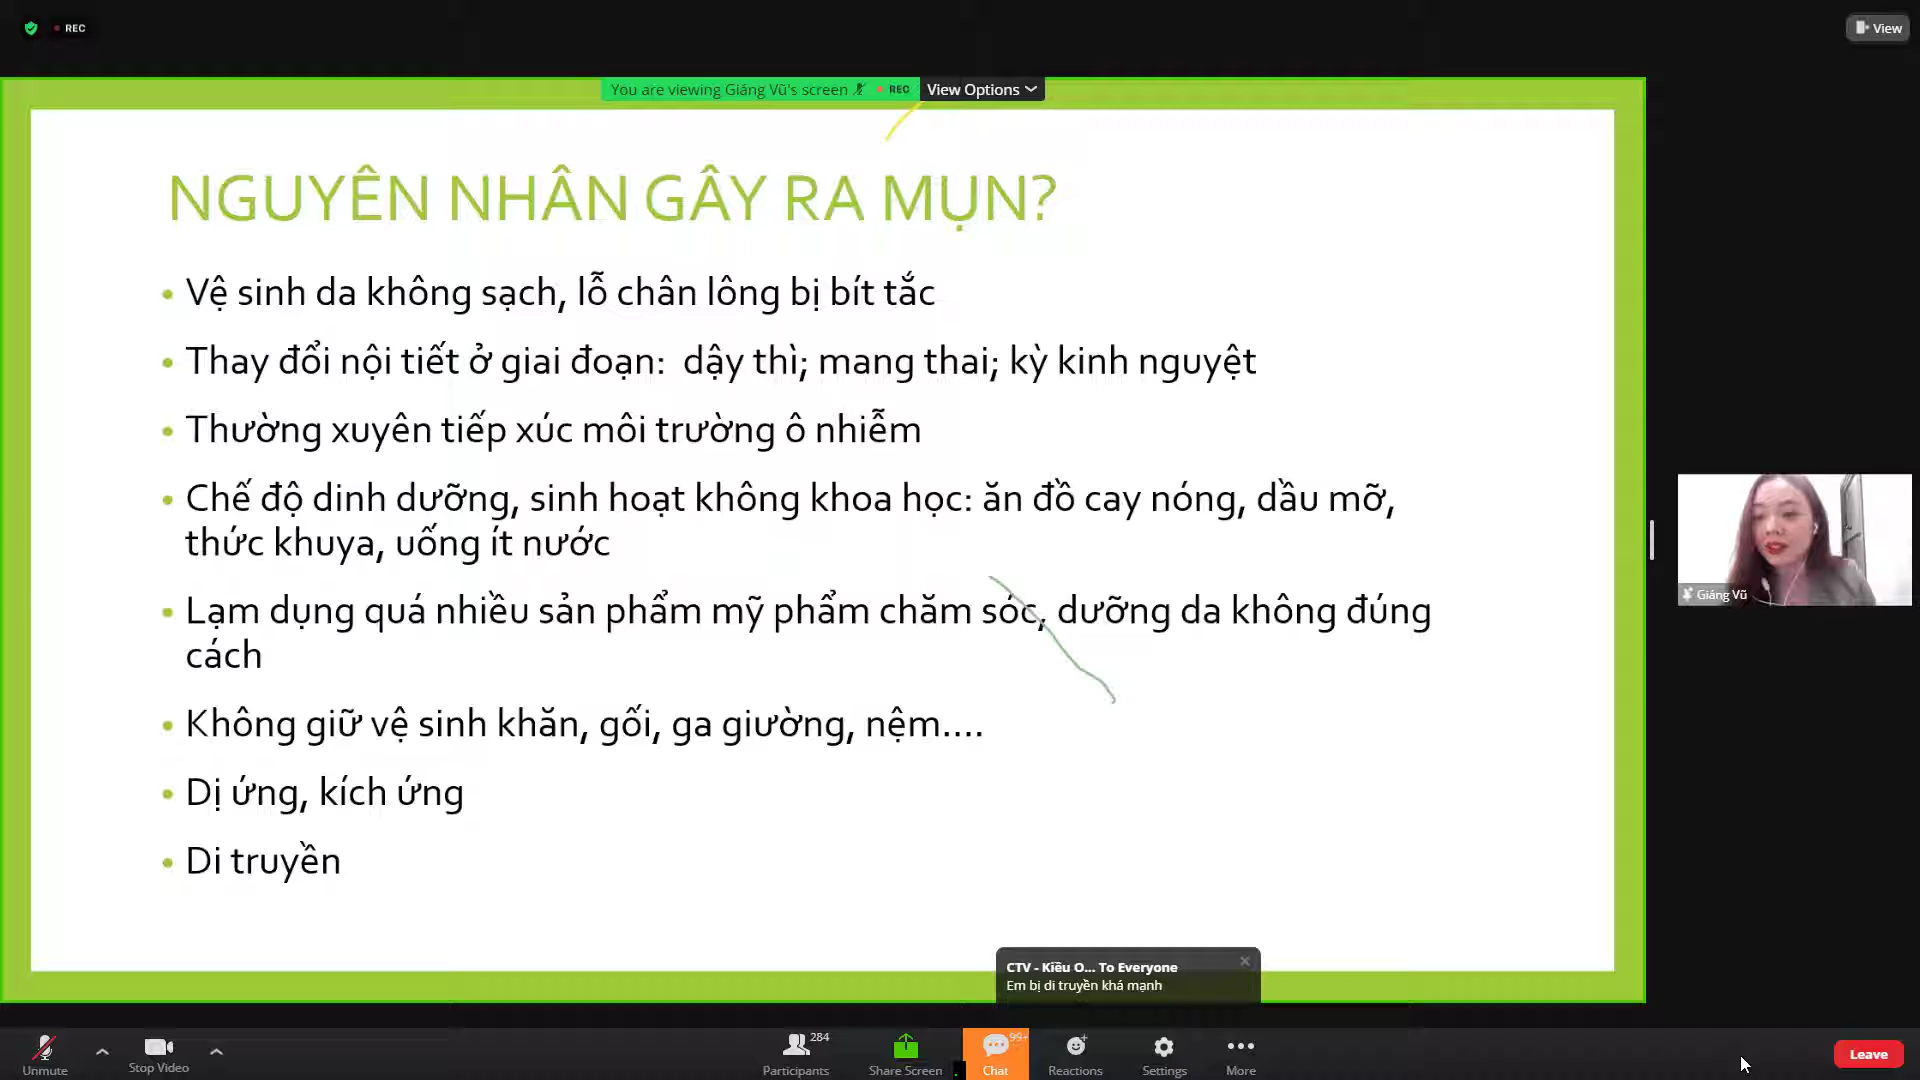 REC
View
You are viewing Giáng Vũ's screen
REC
View Options
NGUYÊN NHÂN GÂY RA MỤN?
• Vệ sinh da không sạch, lỗ chân lông bị bít tắc
• Thay đổi nội tiết ở giai đoạn: dậy thì; mang thai; kỳ kinh nguyệt
• Thường xuyên tiếp xúc môi trường ô nhiễm
• Chế độ dinh dưỡng, sinh hoạt không khoa học: ăn đồ cay nóng, dầu mỡ,
thức khuya, uống ít nước
• Lạm dụng quá nhiều sản phẩm mỹ phẩm chăm sóc, dưỡng da không đúng
cách
• Không giữ vệ sinh khăn, gối, ga giường, nệm....
• Dị ứng, kích ứng
• Di truyền
Giáng Vũ
CTV - Kiều O... To Everyone
Em bị di truyền khá mạnh
Unmute
Stop Video
284
Participants
Share Screen
99+
Chat
Reactions
Settings
More
Leave